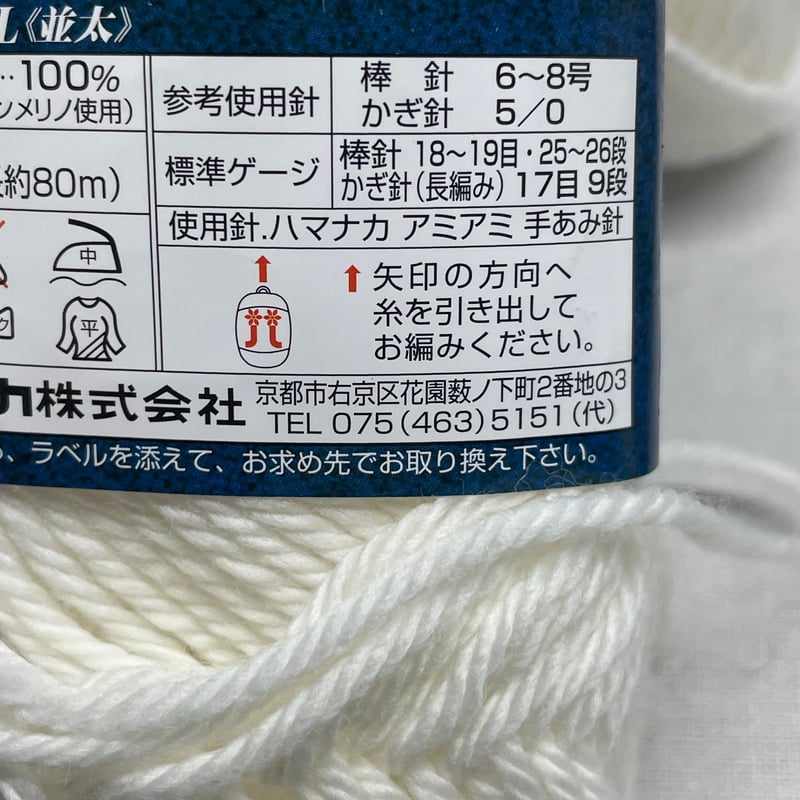 L《並太》
…100%
ンメリノ使用)
約80m)
参考使用針
棒 針 6〜8号
かぎ針 5/0
標準ゲージ
棒針 18〜19目・25〜26段
かぎ針(長編み) 17目 9段
使用針.ハマナカ アミアミ 手あみ針
中
平
ク
矢印の方向へ
糸を引き出して
お編みください。
カ株式会社
京都市右京区花園薮ノ下町2番地の3
TEL 075(463)5151(代)
、ラベルを添えて、お求め先でお取り換え下さい。